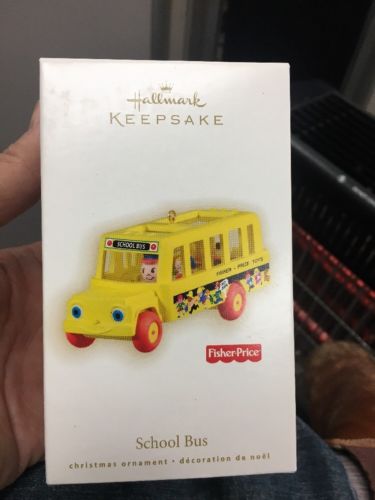 Hallmark
KEEPSAKE
SCHOOL BUS
FISHER-PRICE TOYS
Fisher-Price
School Bus
christmas ornament • décoration de noël